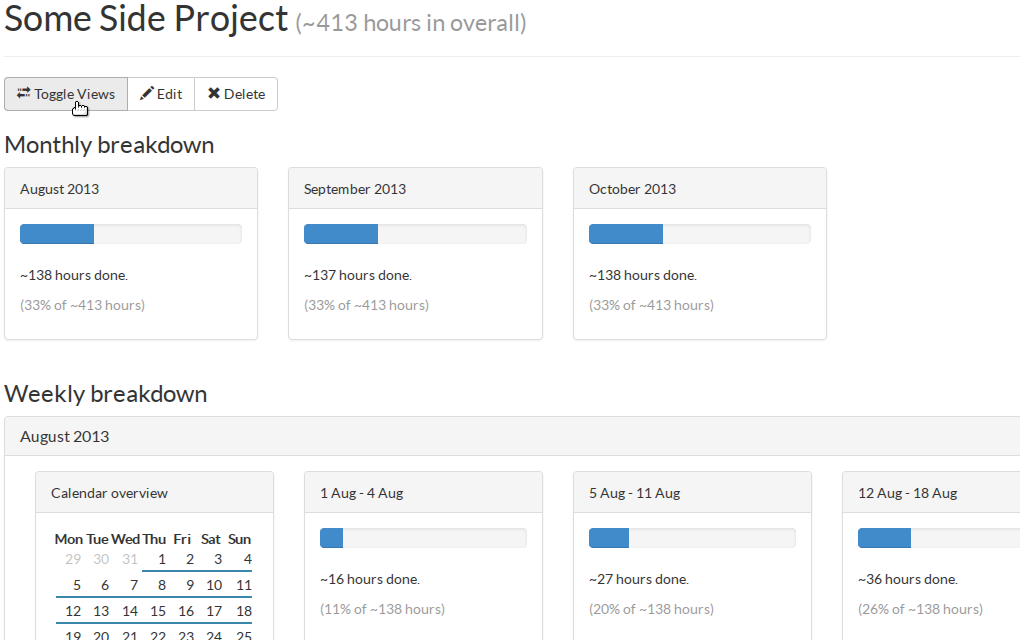 Some Side Project (~413 hours in overall)
Toggle Views Edit Delete
Monthly breakdown
August 2013
~138 hours done.
(33% of ~413 hours)
September 2013
~137 hours done.
(33% of ~413 hours)
October 2013
~138 hours done.
(33% of ~413 hours)
Weekly breakdown
August 2013
Calendar overview
Mon Tue Wed Thu Fri Sat Sun
29 30 31 1 2 3 4
5 6 7 8 9 10 11
12 13 14 15 16 17 18
19 20 21 22 23 24 25
1 Aug - 4 Aug
~16 hours done.
(11% of ~138 hours)
5 Aug - 11 Aug
~27 hours done.
(20% of ~138 hours)
12 Aug - 18 Aug
~36 hours done.
(26% of ~138 hours)